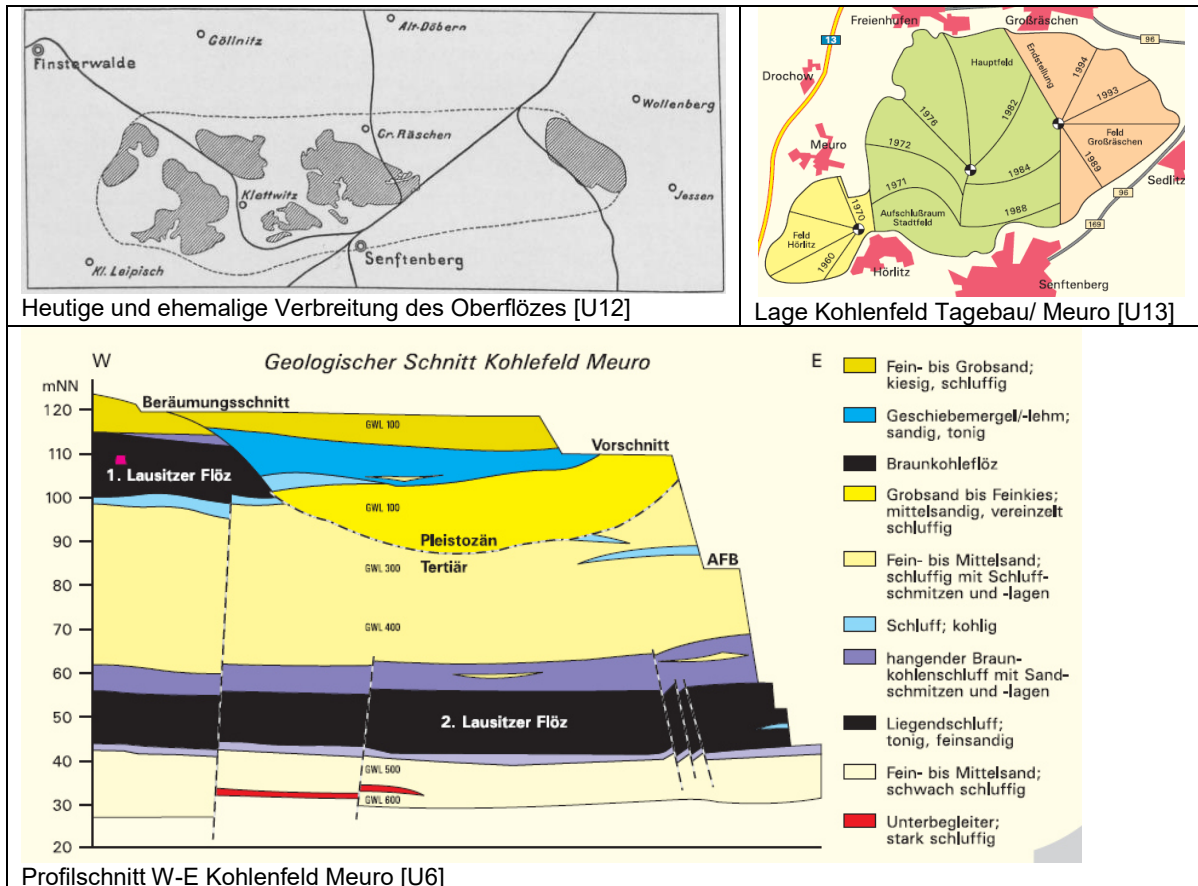 Göllnitz
Alt-Döbern
Finsterwalde
Wollenberg
Gr. Räschen
Klettwitz
Jessen
Senftenberg
Kl. Leipisch
Heutige und ehemalige Verbreitung des Oberflözes [U12]
Freienhufen
Großräschen
13
96
Hauptfeld
Endstellung
1994
Drochow
1993
1976
1982
Feld
Großräschen
Meuro
1972
1989
1984
Sedlitz
1971
96
1970
Aufschlußraum
Stadtfeld
1988
169
Feld
Hörlitz
1960
Hörlitz
Senftenberg
Lage Kohlenfeld Tagebau/ Meuro [U13]
W
Geologischer Schnitt Kohlefeld Meuro
E
mNN
120
110
100
90
80
70
60
50
40
30
20
Beräumungsschnitt
GWL 100
Vorschnitt
1. Lausitzer Flöz
GWL 100
Pleistozän
Tertiär
GWL 300
AFB
GWL 400
2. Lausitzer Flöz
GWL 500
GWL 600
Fein- bis Grobsand;
kiesig, schluffig
Geschiebemergel/-lehm;
sandig, tonig
Braunkohleflöz
Grobsand bis Feinkies;
mittelsandig, vereinzelt
schluffig
Fein- bis Mittelsand;
schluffig mit Schluff-
schmitzen und -lagen
Schluff; kohlig
hangender Braun-
kohlenschluff mit Sand-
schmitzen und -lagen
Liegendschluff;
tonig, feinsandig
Fein- bis Mittelsand;
schwach schluffig
Unterbegleiter;
stark schluffig
Profilschnitt W-E Kohlenfeld Meuro [U6]